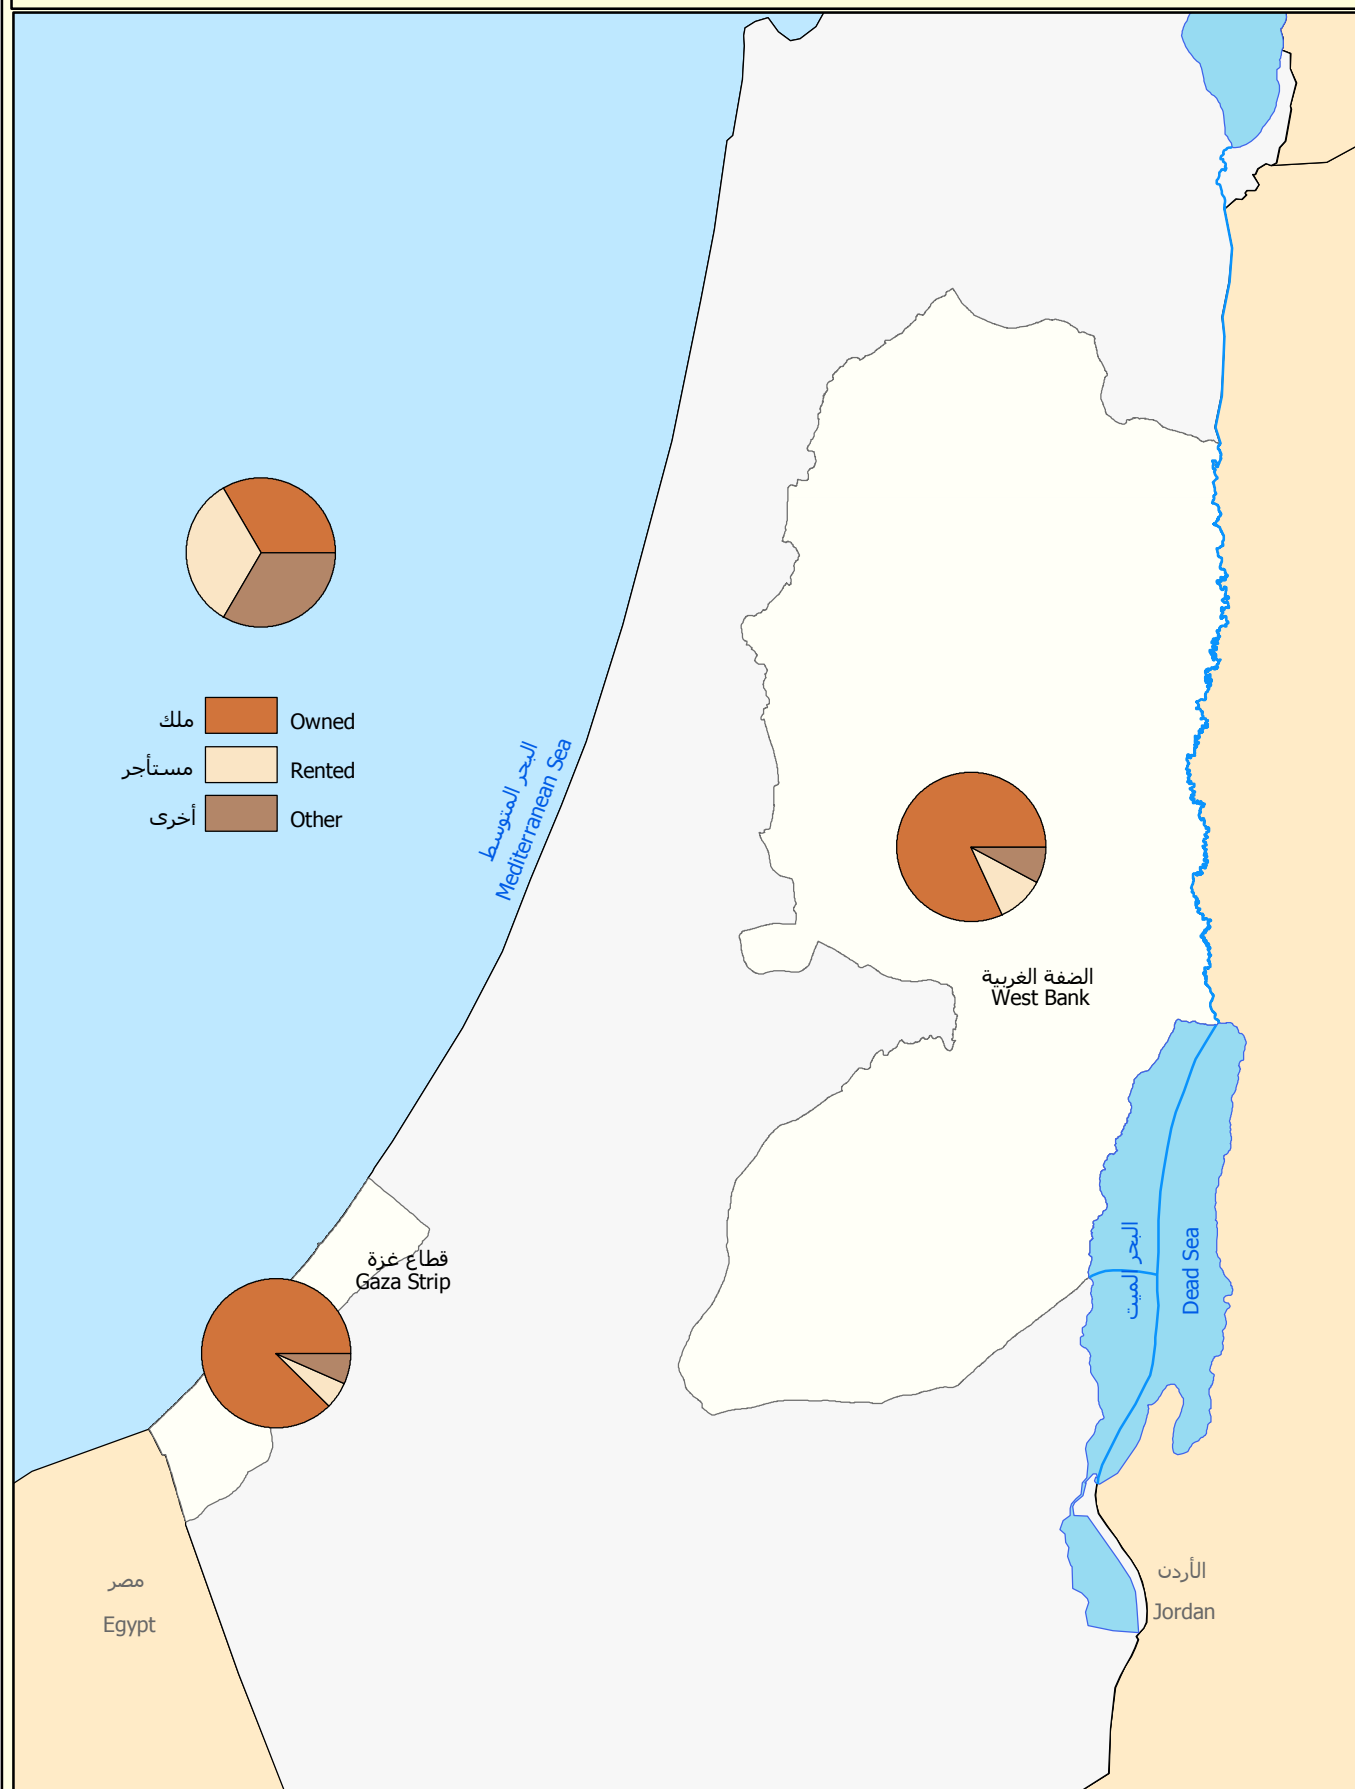 ملك
Owned
مستأجر
Rented
أخرى
Other
البحر المتوسط
Mediterranean Sea
الضفة الغربية
West Bank
قطاع غزة
Gaza Strip
البحر الميت
Dead Sea
مصر
Egypt
الأردن
Jordan